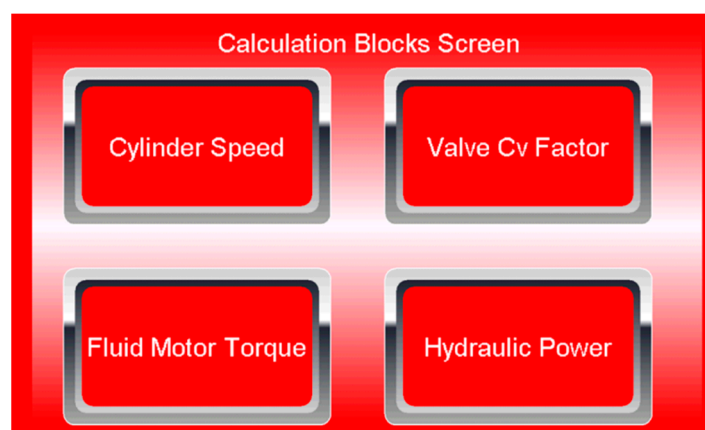 Calculation Blocks Screen
Cylinder Speed
Valve Cv Factor
Fluid Motor Torque
Hydraulic Power